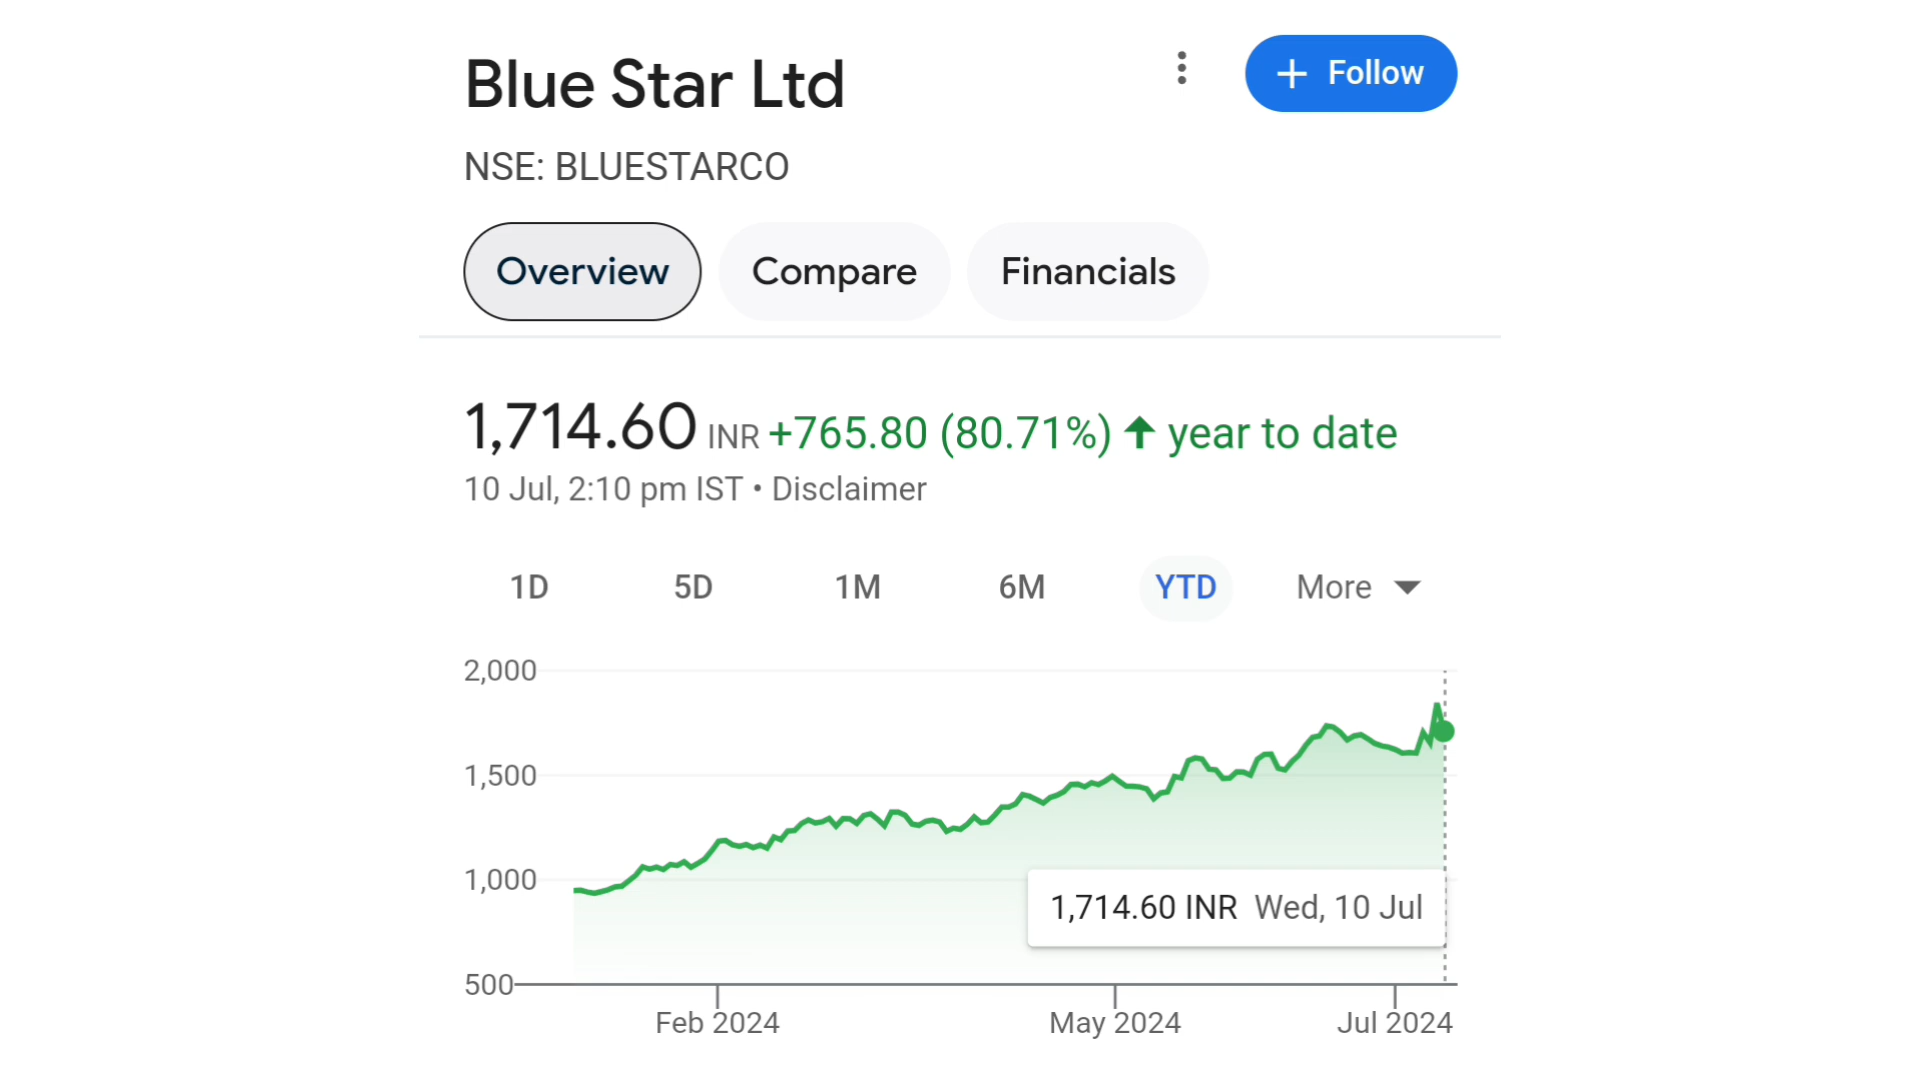 Blue Star Ltd
+ Follow
NSE: BLUESTARCO
Overview Compare Financials
1,714.60 INR +765.80 (80.71%) ↑ year to date
10 Jul, 2:10 pm IST • Disclaimer
1D 5D 1M 6M YTD More
2,000
1,500
1,000
1,714.60 INR Wed, 10 Jul
500
Feb 2024 May 2024 Jul 2024